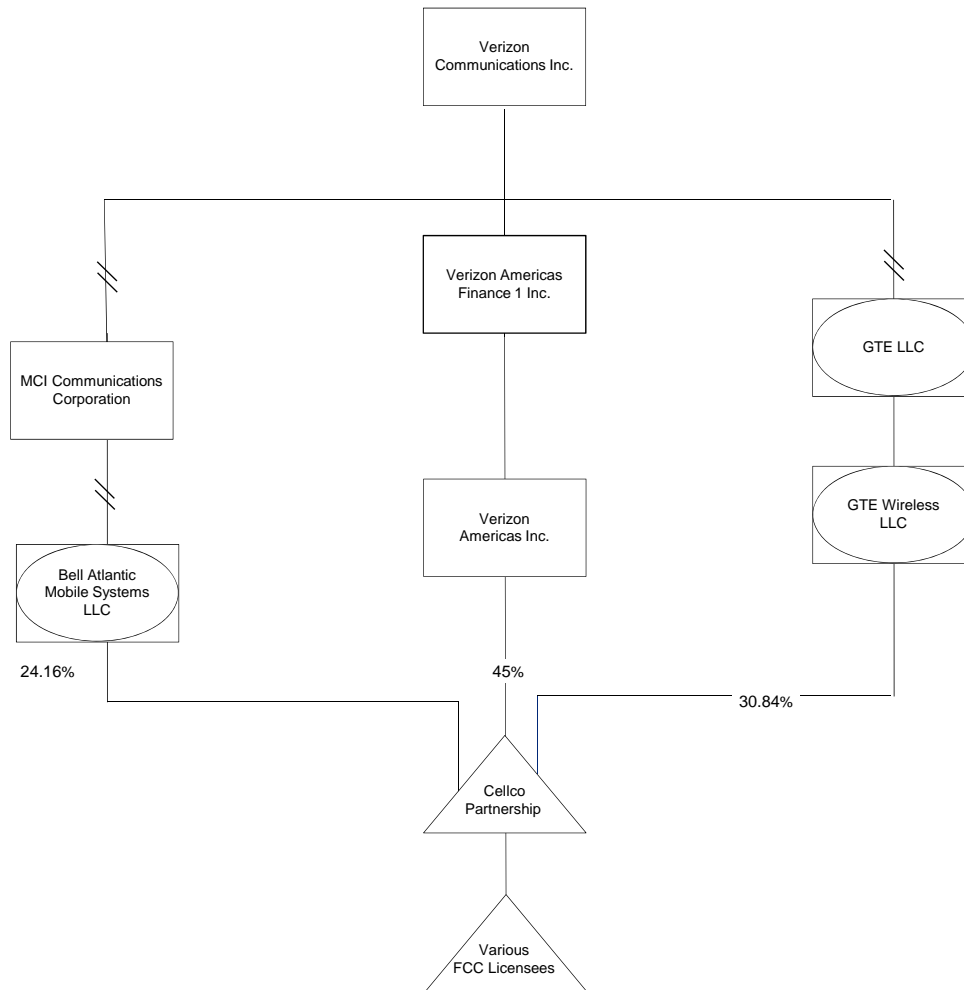 Verizon
Communications Inc.
Verizon Americas
Finance 1 Inc.
GTE LLC
MCI Communications
Corporation
GTE Wireless
LLC
Verizon
Americas Inc.
Bell Atlantic
Mobile Systems
LLC
24.16%
45%
30.84%
Cellco
Partnership
Various
FCC Licensees